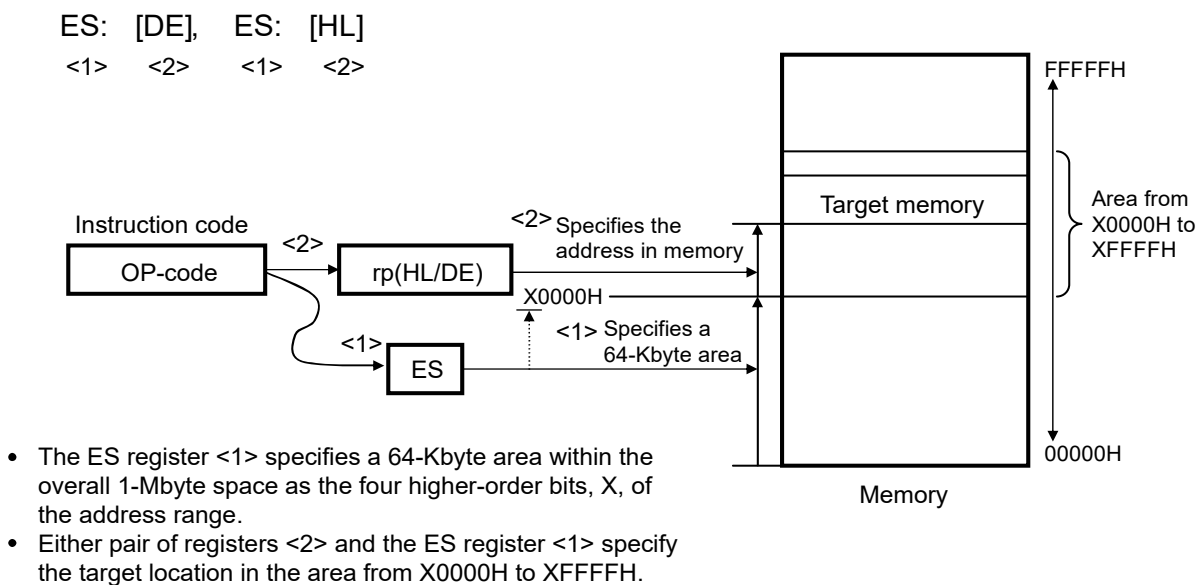 ES: [DE], ES: [HL]
<1> <2> <1> <2>
FFFFFH
Target memory
Area from
X0000H to
XFFFFH
Instruction code
OP-code
<2>
rp(HL/DE)
<2> Specifies the
address in memory
X0000H
<1>
ES
<1> Specifies a
64-Kbyte area
00000H
Memory
• The ES register <1> specifies a 64-Kbyte area within the
overall 1-Mbyte space as the four higher-order bits, X, of
the address range.
• Either pair of registers <2> and the ES register <1> specify
the target location in the area from X0000H to XFFFFH.